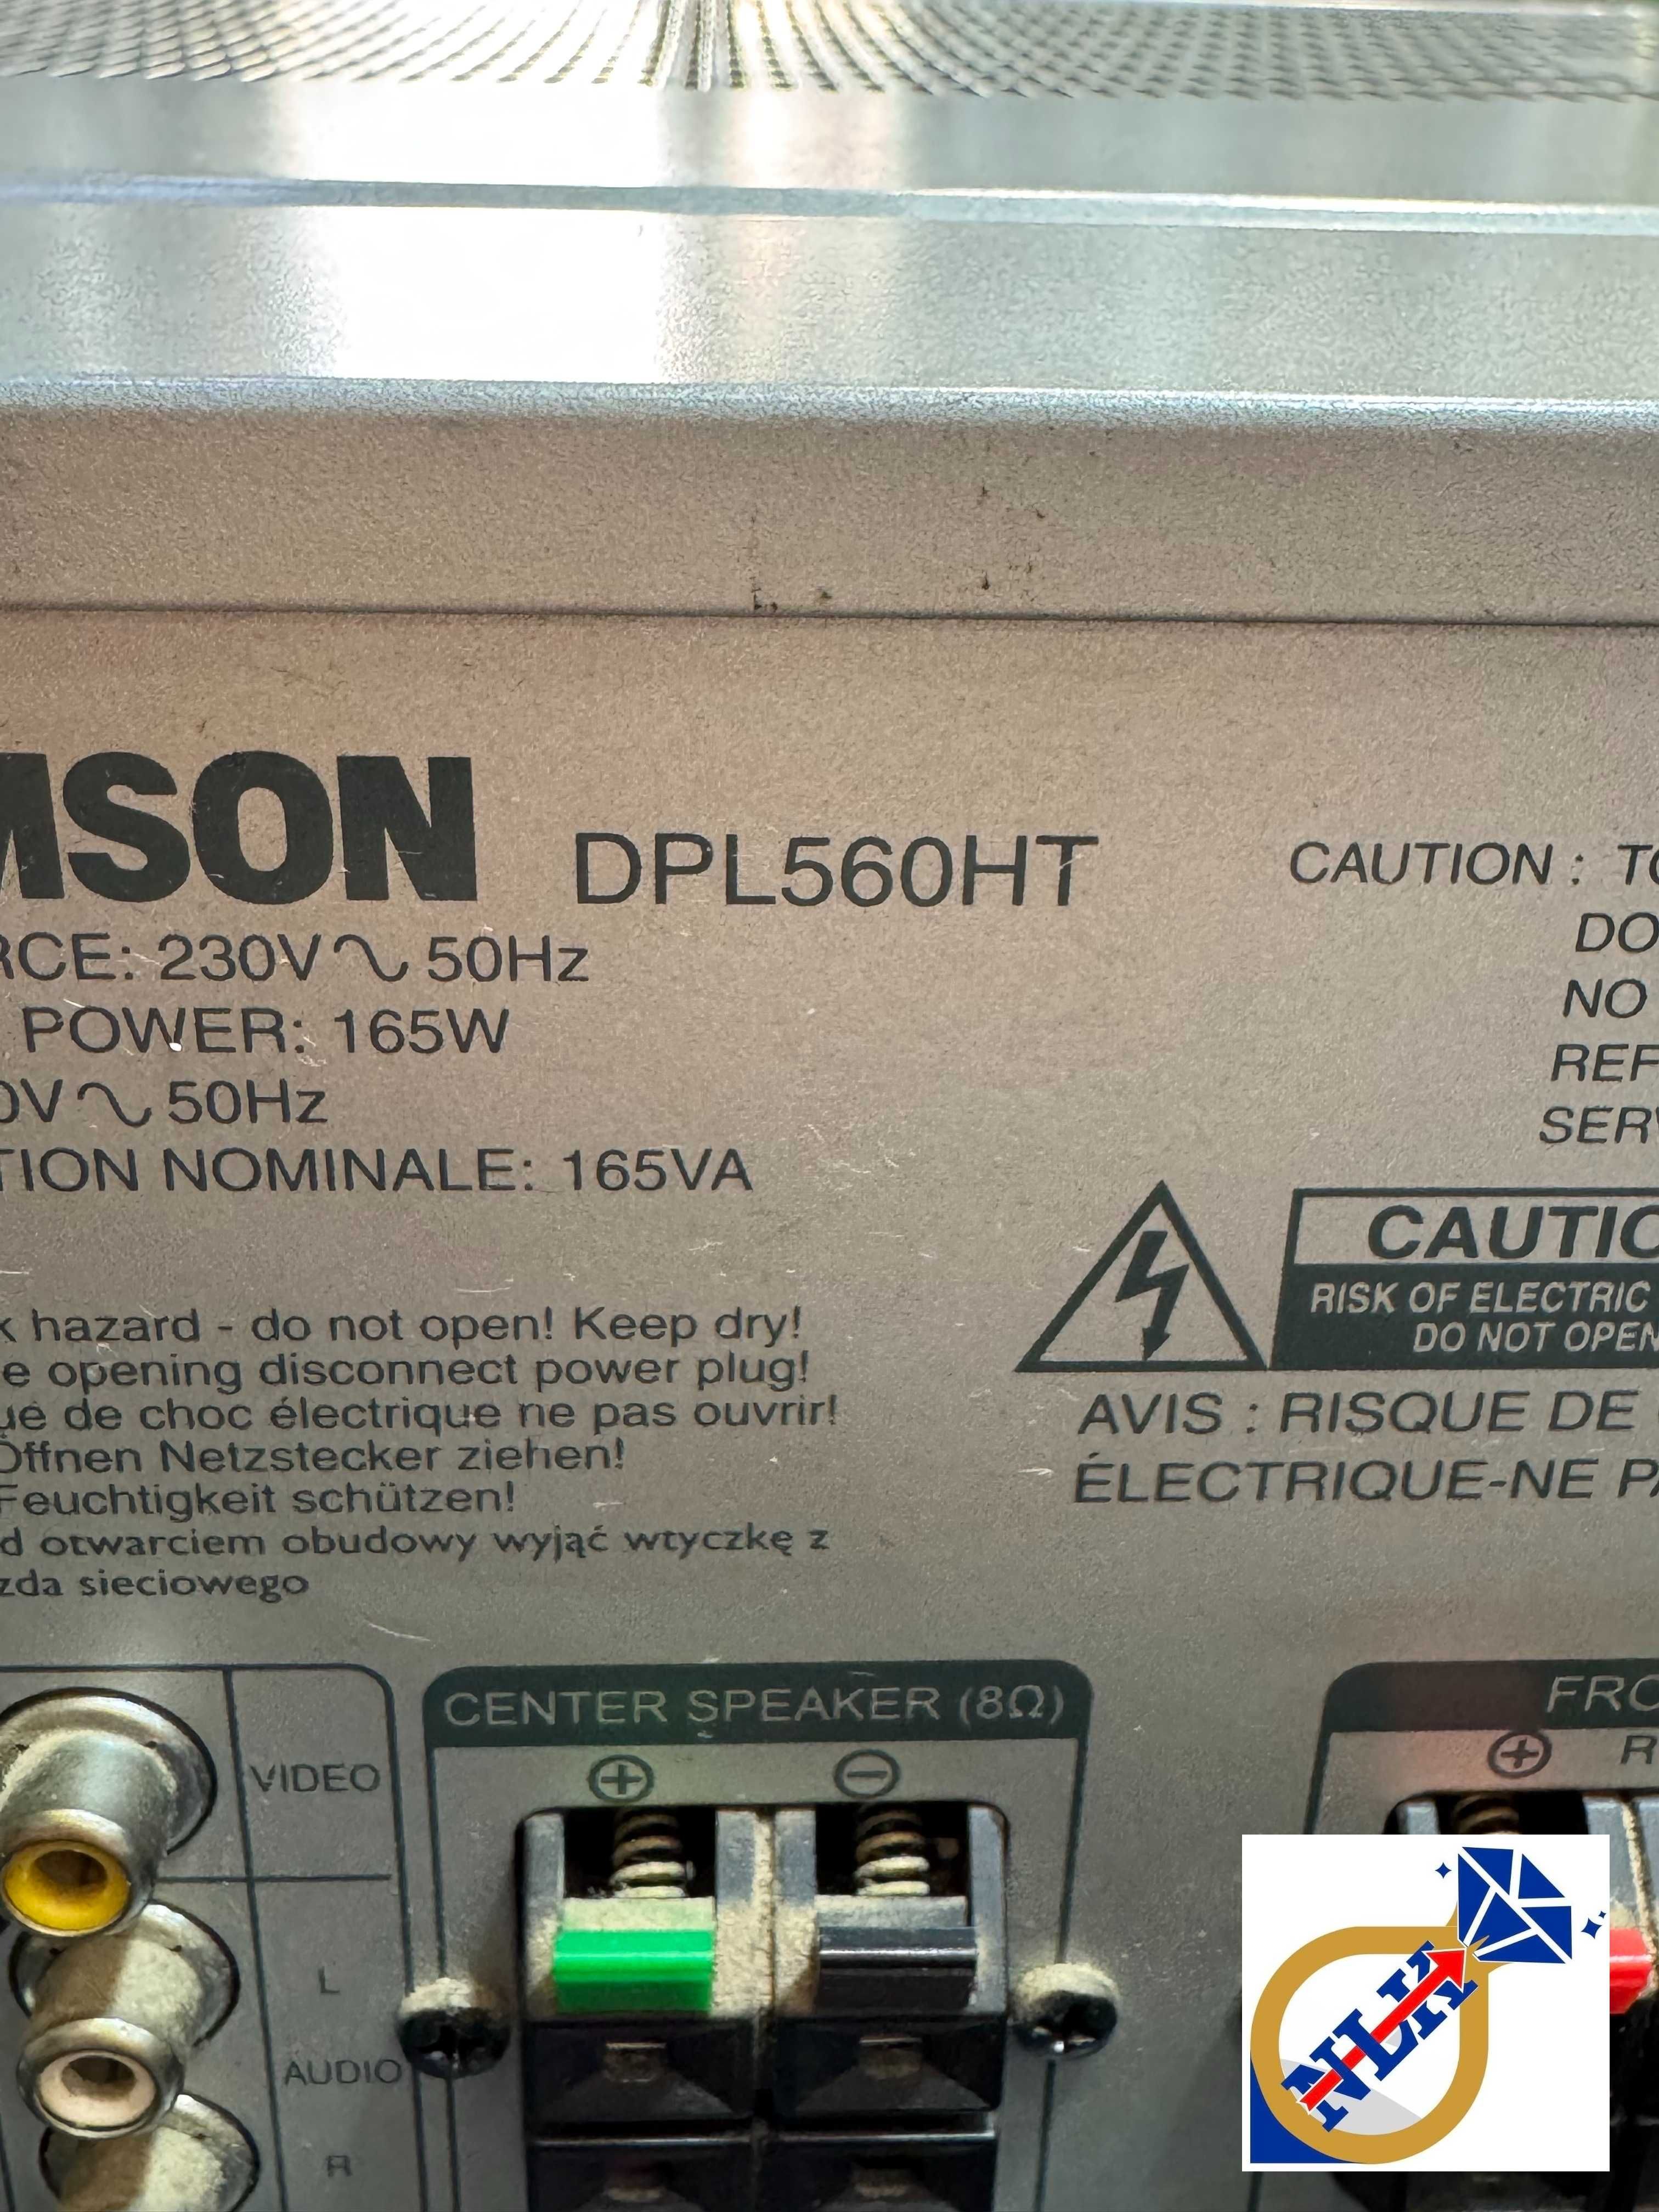 MSON DPL560HT
RCE: 230V∿50Hz
POWER: 165W
0V∿50Hz
TION NOMINALE: 165VA
k hazard - do not open! Keep dry!
e opening disconnect power plug!
ue de choc électrique ne pas ouvrir!
Öffnen Netzstecker ziehen!
Feuchtigkeit schützen!
d otwarciem obudowy wyjąć wtyczkę z
zda sieciowego
CAUTION : TO
DO
NO
REF
SERV
CAUTIO
RISK OF ELECTRIC
DO NOT OPEN
AVIS : RISQUE DE
ÉLECTRIQUE-NE PA
VIDEO
L
AUDIO
R
CENTER SPEAKER (8Ω)
+ −
FRO
+ R
NLK